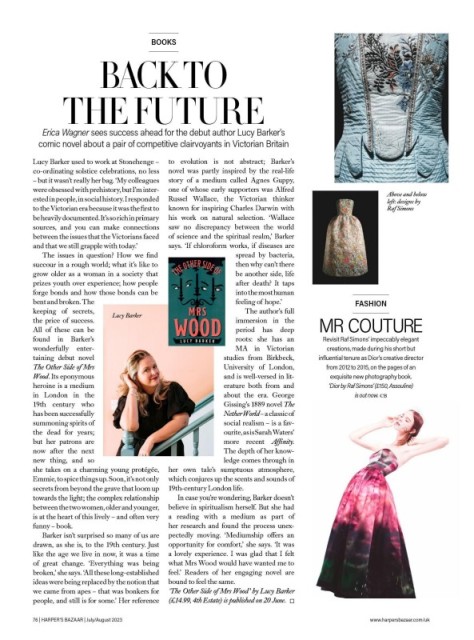 BOOKS
BACK TO
THE FUTURE
Erica Wagner sees success ahead for the debut author Lucy Barker's
comic novel about a pair of competitive clairvoyants in Victorian Britain
Lucy Barker used to work at Stonehenge –
co-ordinating solstice celebrations, no less
– but it wasn't really her bag. 'My colleagues
were obsessed with prehistory, but I'm inter-
ested in people, in social history. I responded
to the Victorian era because it was the first to
be heavily documented. It's so rich in primary
sources, and you can make connections
between the issues that the Victorians faced
and that we still grapple with today.'
The issues in question? How we find
succour in a rough world; what it's like to
grow older as a woman in a society that
prizes youth over experience; how people
forge bonds and how those bonds can be
bent and broken. The
keeping of secrets,
the price of success.
All of these can be
found in Barker's
wonderfully enter-
taining debut novel
The Other Side of Mrs
Wood. Its eponymous
heroine is a medium
in London in the
19th century who
has been successfully
summoning spirits of
the dead for years;
but her patrons are
now after the next
new thing, and so
she takes on a charming young protégée,
Emmie, to spice things up. Soon, it's not only
secrets from beyond the grave that loom up
towards the light; the complex relationship
between the two women, older and younger,
is at the heart of this lively – and often very
funny – book.
Barker isn't surprised so many of us are
drawn, as she is, to the 19th century. Just
like the age we live in now, it was a time
of great change. 'Everything was being
broken,' she says. 'All these long-established
ideas were being replaced by the notion that
we came from apes – that was bonkers for
people, and still is for some.' Her reference
Lucy Barker
to evolution is not abstract; Barker's
novel was partly inspired by the real-life
story of a medium called Agnes Guppy,
one of whose early supporters was Alfred
Russel Wallace, the Victorian thinker
known for inspiring Charles Darwin with
his work on natural selection. 'Wallace
saw no discrepancy between the world
of science and the spiritual realm,' Barker
says. 'If chloroform works, if diseases are
spread by bacteria,
then why can't there
be another side, life
after death? It taps
into the most human
feeling of hope.'
The author's full
immersion in the
period has deep
roots: she has an
MA in Victorian
studies from Birkbeck,
University of London,
and is well-versed in lit-
erature both from and
about the era. George
Gissing's 1889 novel The
Nether World – a classic of
social realism – is a fav-
ourite, as is Sarah Waters'
more recent Affinity.
The depth of her know-
ledge comes through in
her own tale's sumptuous atmosphere,
which conjures up the scents and sounds of
19th-century London life.
In case you're wondering, Barker doesn't
believe in spiritualism herself. But she had
a reading with a medium as part of
her research and found the process unex-
pectedly moving. 'Mediumship offers an
opportunity for comfort,' she says. 'It was
a lovely experience. I was glad that I felt
what Mrs Wood would have wanted me to
feel.' Readers of her engaging novel are
bound to feel the same.
'The Other Side of Mrs Wood' by Lucy Barker
(£14.99, 4th Estate) is published on 20 June.
THE OTHER SIDE OF
MRS
WOOD
LUCY BARKER
Above and below
left: designs by
Raf Simons
FASHION
MR COUTURE
Revisit Raf Simons' impeccably elegant
creations, made during his short but
influential tenure as Dior's creative director
from 2012 to 2015, on the pages of an
exquisite new photography book.
'Dior by Raf Simons' (£150, Assouline)
is out now.
76 | HARPER'S BAZAAR | July/August 2023
www.harpersbazaar.com/uk